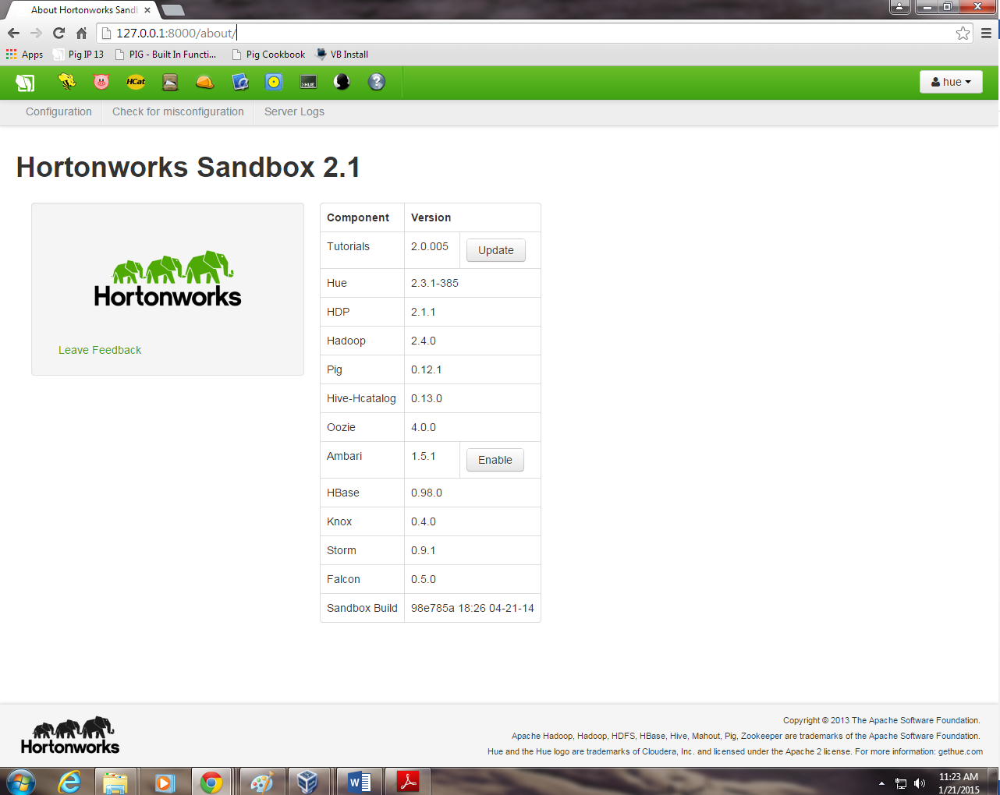 About Hortonworks Sandl
127.0.0.1:8000/about/
Apps Pig IP 13 PIG - Built In Functi... Pig Cookbook VB Install
HCat >HUE ? hue
Configuration Check for misconfiguration Server Logs
Hortonworks Sandbox 2.1
Hortonworks
Leave Feedback
Component Version
Tutorials 2.0.005 Update
Hue 2.3.1-385
HDP 2.1.1
Hadoop 2.4.0
Pig 0.12.1
Hive-Hcatalog 0.13.0
Oozie 4.0.0
Ambari 1.5.1 Enable
HBase 0.98.0
Knox 0.4.0
Storm 0.9.1
Falcon 0.5.0
Sandbox Build 98e785a 18:26 04-21-14
Hortonworks
Copyright © 2013 The Apache Software Foundation.
Apache Hadoop, Hadoop, HDFS, HBase, Hive, Mahout, Pig, Zookeeper are trademarks of the Apache Software Foundation.
Hue and the Hue logo are trademarks of Cloudera, Inc. and licensed under the Apache 2 license. For more information: gethue.com
11:23 AM
1/21/2015